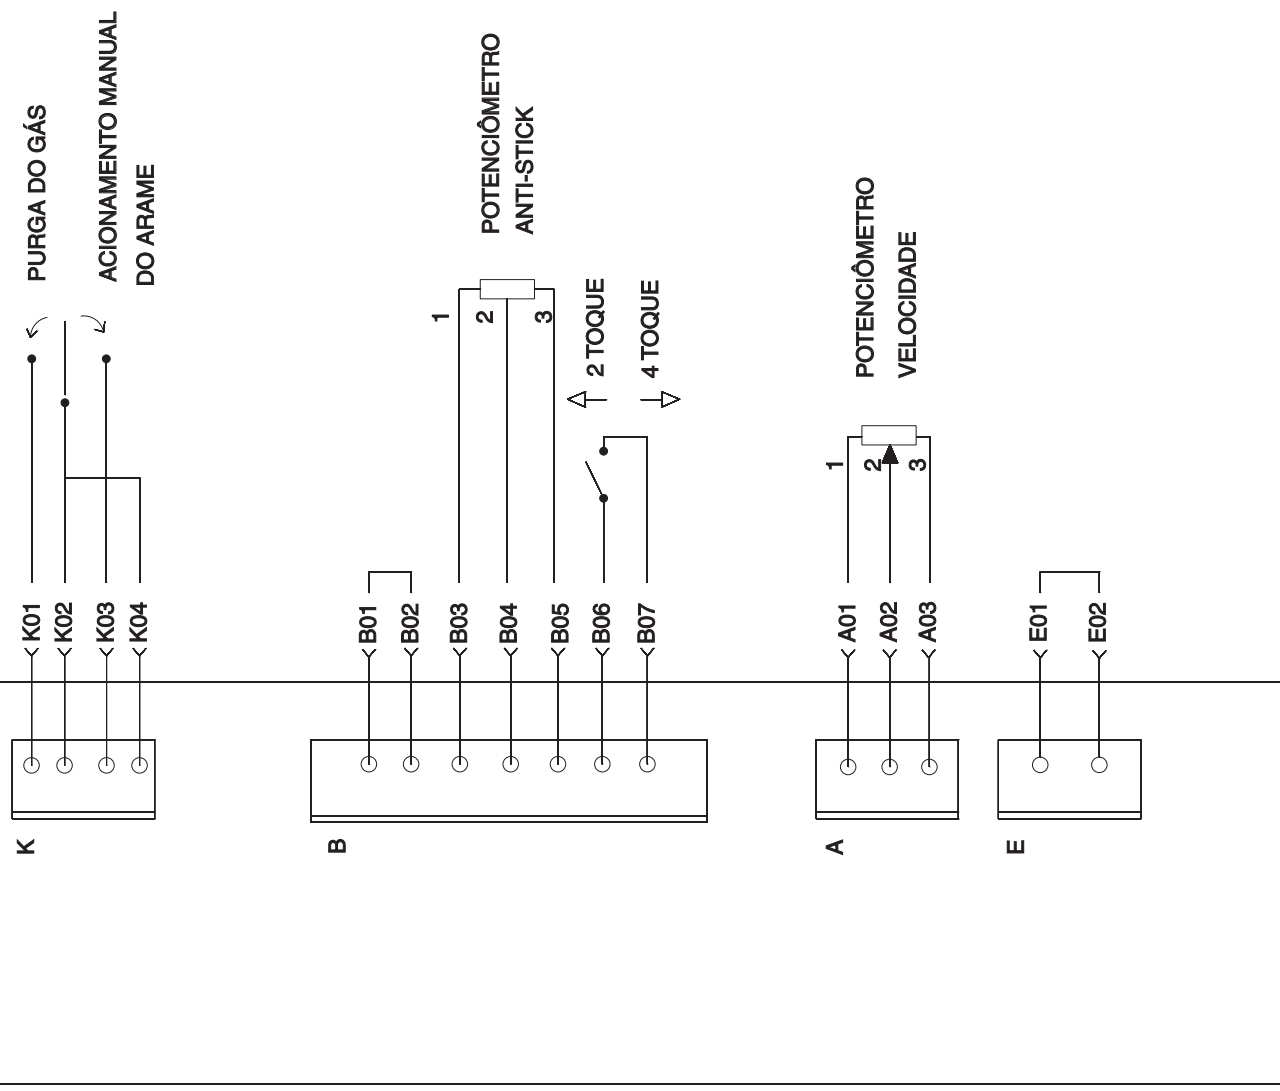 PURGA DO GÁS
ACIONAMENTO MANUAL
DO ARAME
POTENCIÔMETRO
ANTI-STICK
1
2
3
2 TOQUE
4 TOQUE
POTENCIÔMETRO
VELOCIDADE
1
2
3
K01
K02
K03
K04
B01
B02
B03
B04
B05
B06
B07
A01
A02
A03
E01
E02
K
B
A
E